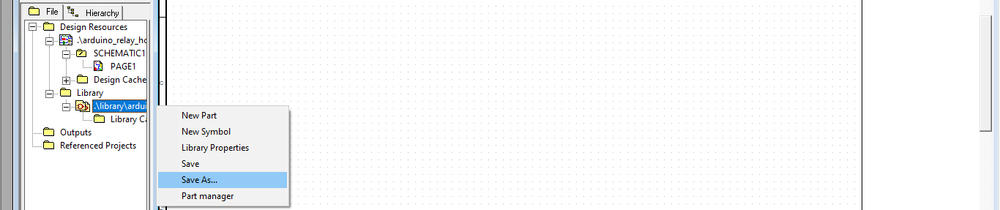 File Hierarchy
Design Resources
.\arduino_relay_ho
SCHEMATIC1
PAGE1
Design Cache
Library
.\library\ardui
Library Ca
Outputs
Referenced Projects
New Part
New Symbol
Library Properties
Save
Save As...
Part manager
C